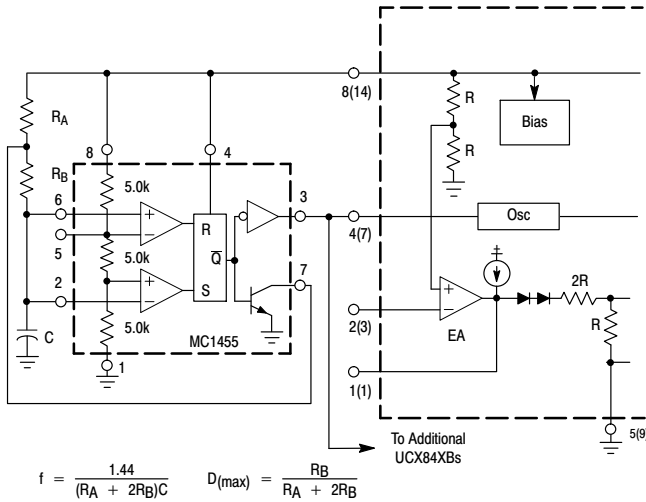 8(14)
R
Bias
R
R_A
R_B
8
4
5.0k
6
3
5
5.0k
R
Q̅
S
7
2
5.0k
MC1455
1
C
4(7)
Osc
2R
R
2(3)
EA
1(1)
5(9)
To Additional
UCX84XBs
f = 1.44 / (R_A + 2R_B)C
D(max) = R_B / R_A + 2R_B
+
−
+
−
+
−